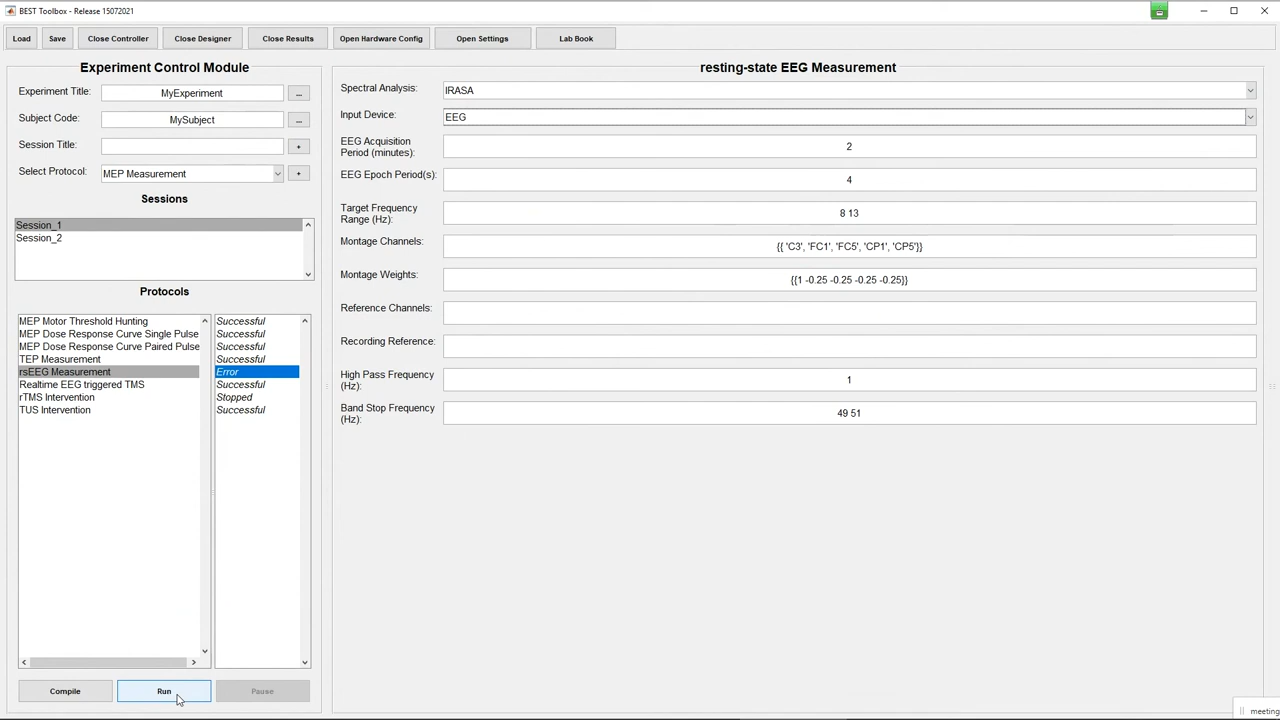 BEST Toolbox - Release 15072021
Load Save Close Controller Close Designer Close Results Open Hardware Config Open Settings Lab Book
Experiment Control Module
Experiment Title: MyExperiment ...
Subject Code: MySubject ...
Session Title: +
Select Protocol: MEP Measurement +
Sessions
Session_1
Session_2
Protocols
MEP Motor Threshold Hunting Successful
MEP Dose Response Curve Single Pulse Successful
MEP Dose Response Curve Paired Pulse Successful
TEP Measurement Successful
rsEEG Measurement Error
Realtime EEG triggered TMS Successful
rTMS Intervention Stopped
TUS Intervention Successful
Compile Run Pause
resting-state EEG Measurement
Spectral Analysis: IRASA
Input Device: EEG
EEG Acquisition
Period (minutes): 2
EEG Epoch Period(s): 4
Target Frequency
Range (Hz): 8 13
Montage Channels: {{ 'C3', 'FC1', 'FC5', 'CP1', 'CP5'}}
Montage Weights: {{1 -0.25 -0.25 -0.25 -0.25}}
Reference Channels:
Recording Reference:
High Pass Frequency
(Hz): 1
Band Stop Frequency
(Hz): 49 51
meeting